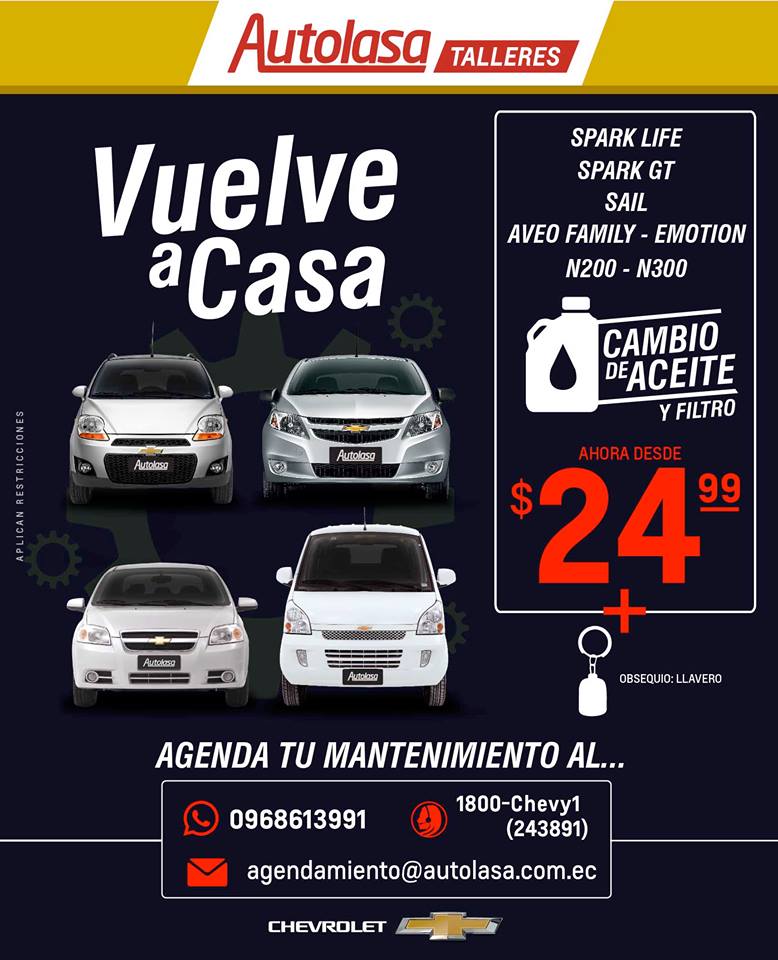 Autolasa TALLERES
Vuelve
a Casa
SPARK LIFE
SPARK GT
SAIL
AVEO FAMILY - EMOTION
N200 - N300
CAMBIO
DE ACEITE
Y FILTRO
AHORA DESDE
$24 99
+
OBSEQUIO: LLAVERO
Autolasa
Autolasa
Autolasa
Autolasa
APLICAN RESTRICCIONES
AGENDA TU MANTENIMIENTO AL...
0968613991
1800-Chevy1
(243891)
agendamiento@autolasa.com.ec
CHEVROLET